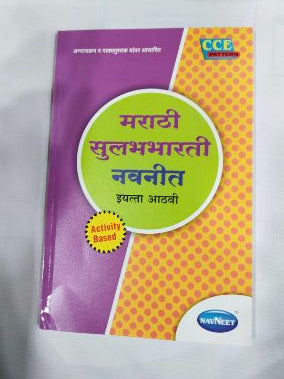 अभ्यासक्रम व पाठ्यपुस्तक यांवर आधारित
CCE
PATTERN
मराठी
सुलभभारती
नवनीत
इयत्ता आठवी
Activity
Based
NAVNEET